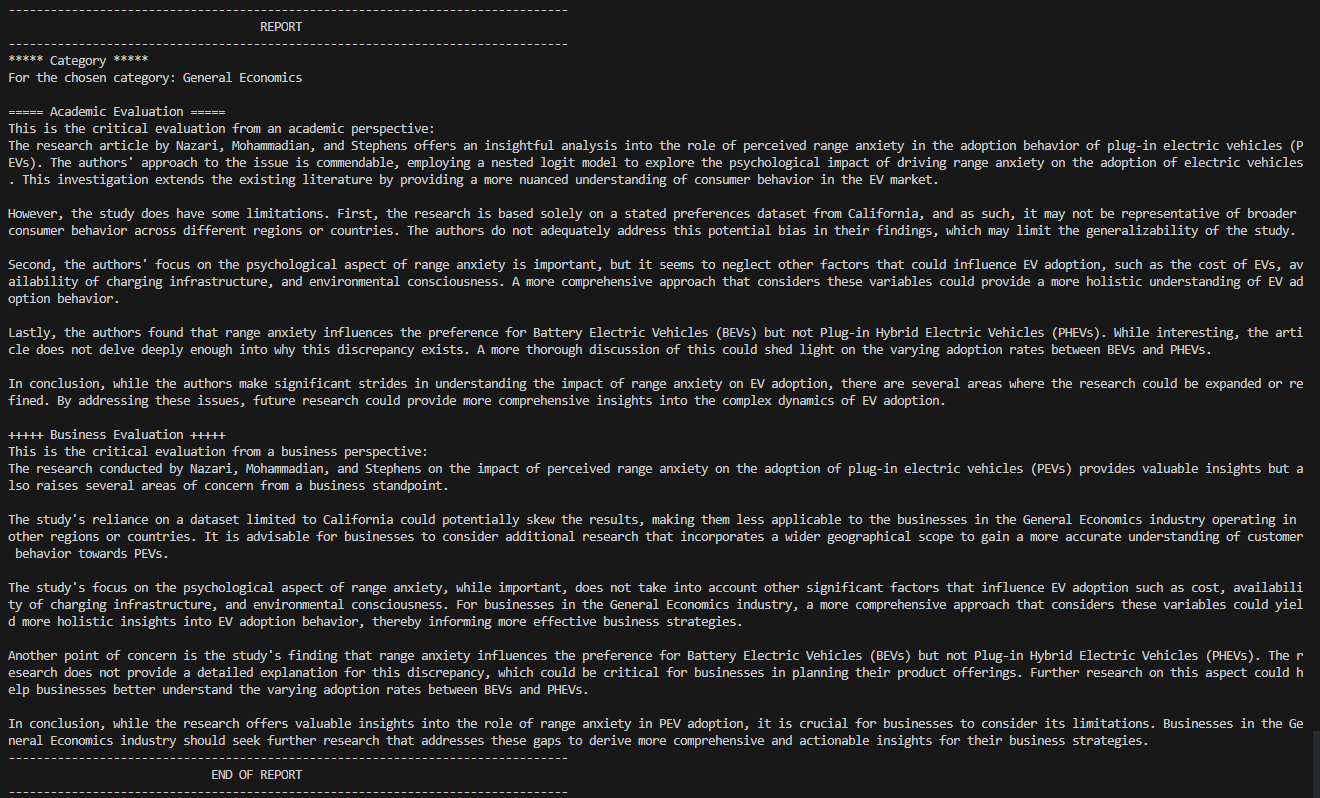 --------------------------------------------------------------------------------
REPORT
--------------------------------------------------------------------------------
***** Category *****
For the chosen category: General Economics
===== Academic Evaluation =====
This is the critical evaluation from an academic perspective:
The research article by Nazari, Mohammadian, and Stephens offers an insightful analysis into the role of perceived range anxiety in the adoption behavior of plug-in electric vehicles (P
EVs). The authors' approach to the issue is commendable, employing a nested logit model to explore the psychological impact of driving range anxiety on the adoption of electric vehicles
. This investigation extends the existing literature by providing a more nuanced understanding of consumer behavior in the EV market.
However, the study does have some limitations. First, the research is based solely on a stated preferences dataset from California, and as such, it may not be representative of broader
consumer behavior across different regions or countries. The authors do not adequately address this potential bias in their findings, which may limit the generalizability of the study.
Second, the authors' focus on the psychological aspect of range anxiety is important, but it seems to neglect other factors that could influence EV adoption, such as the cost of EVs, av
ailability of charging infrastructure, and environmental consciousness. A more comprehensive approach that considers these variables could provide a more holistic understanding of EV ad
option behavior.
Lastly, the authors found that range anxiety influences the preference for Battery Electric Vehicles (BEVs) but not Plug-in Hybrid Electric Vehicles (PHEVs). While interesting, the arti
cle does not delve deeply enough into why this discrepancy exists. A more thorough discussion of this could shed light on the varying adoption rates between BEVs and PHEVs.
In conclusion, while the authors make significant strides in understanding the impact of range anxiety on EV adoption, there are several areas where the research could be expanded or re
fined. By addressing these issues, future research could provide more comprehensive insights into the complex dynamics of EV adoption.
+++++ Business Evaluation +++++
This is the critical evaluation from a business perspective:
The research conducted by Nazari, Mohammadian, and Stephens on the impact of perceived range anxiety on the adoption of plug-in electric vehicles (PEVs) provides valuable insights but a
lso raises several areas of concern from a business standpoint.
The study's reliance on a dataset limited to California could potentially skew the results, making them less applicable to the businesses in the General Economics industry operating in
other regions or countries. It is advisable for businesses to consider additional research that incorporates a wider geographical scope to gain a more accurate understanding of customer
behavior towards PEVs.
The study's focus on the psychological aspect of range anxiety, while important, does not take into account other significant factors that influence EV adoption such as cost, availabili
ty of charging infrastructure, and environmental consciousness. For businesses in the General Economics industry, a more comprehensive approach that considers these variables could yiel
d more holistic insights into EV adoption behavior, thereby informing more effective business strategies.
Another point of concern is the study's finding that range anxiety influences the preference for Battery Electric Vehicles (BEVs) but not Plug-in Hybrid Electric Vehicles (PHEVs). The r
esearch does not provide a detailed explanation for this discrepancy, which could be critical for businesses in planning their product offerings. Further research on this aspect could h
elp businesses better understand the varying adoption rates between BEVs and PHEVs.
In conclusion, while the research offers valuable insights into the role of range anxiety in PEV adoption, it is crucial for businesses to consider its limitations. Businesses in the Ge
neral Economics industry should seek further research that addresses these gaps to derive more comprehensive and actionable insights for their business strategies.
--------------------------------------------------------------------------------
END OF REPORT
--------------------------------------------------------------------------------